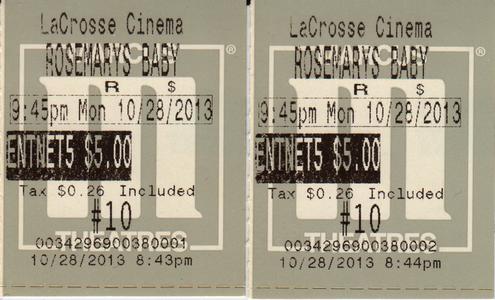 LaCrosse Cinema
ROSEMARYS BABY
R $
9:45pm Mon 10/28/2013
ENTNET5 $5.00
Tax $0.26 Included
#10
THEATRES
0034296900380001
10/28/2013 8:43pm
LaCrosse Cinema
ROSEMARYS BABY
R $
9:45pm Mon 10/28/2013
ENTNET5 $5.00
Tax $0.26 Included
#10
THEATRES
0034296900380002
10/28/2013 8:44pm